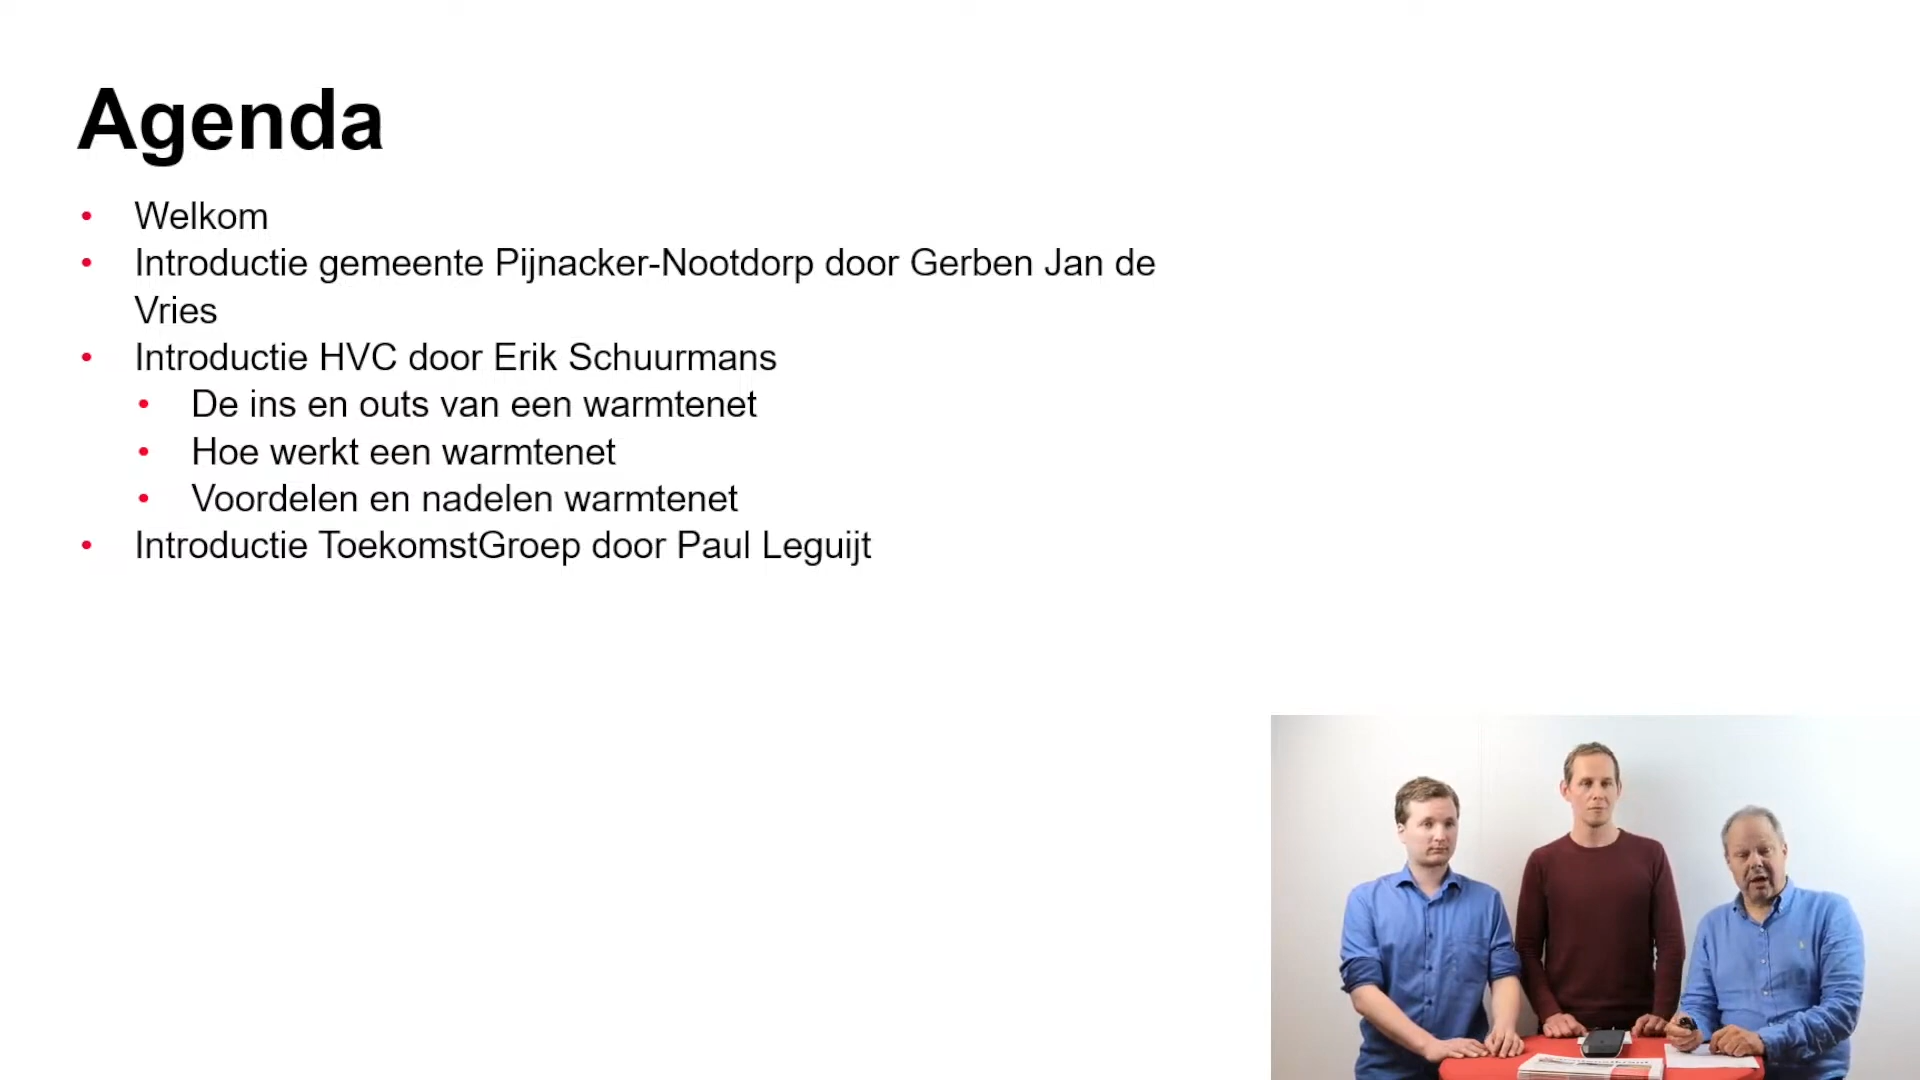 Agenda
• Welkom
• Introductie gemeente Pijnacker-Nootdorp door Gerben Jan de
Vries
• Introductie HVC door Erik Schuurmans
• De ins en outs van een warmtenet
• Hoe werkt een warmtenet
• Voordelen en nadelen warmtenet
• Introductie ToekomstGroep door Paul Leguijt